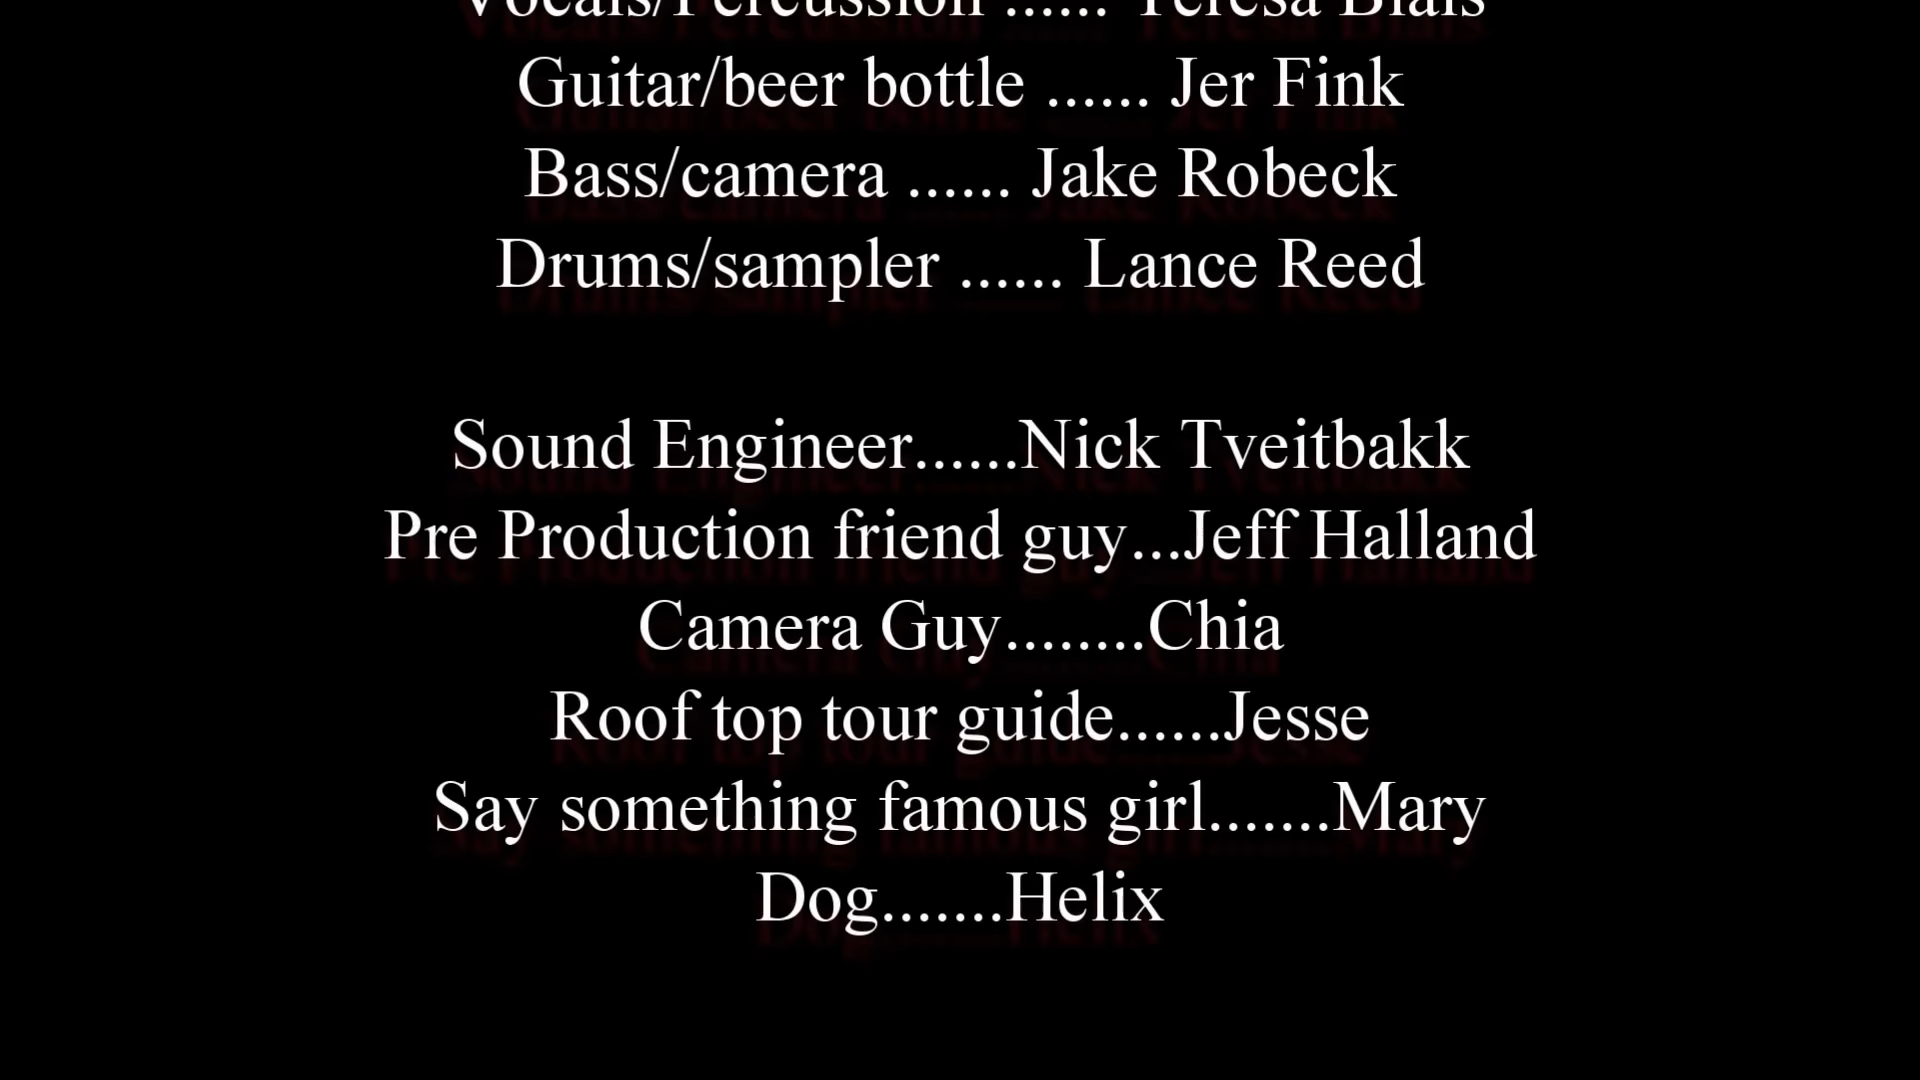 Vocals/Percussion ...... Teresa Blais
Guitar/beer bottle ...... Jer Fink
Bass/camera ...... Jake Robeck
Drums/sampler ...... Lance Reed
Sound Engineer......Nick Tveitbakk
Pre Production friend guy...Jeff Halland
Camera Guy........Chia
Roof top tour guide......Jesse
Say something famous girl.......Mary
Dog.......Helix